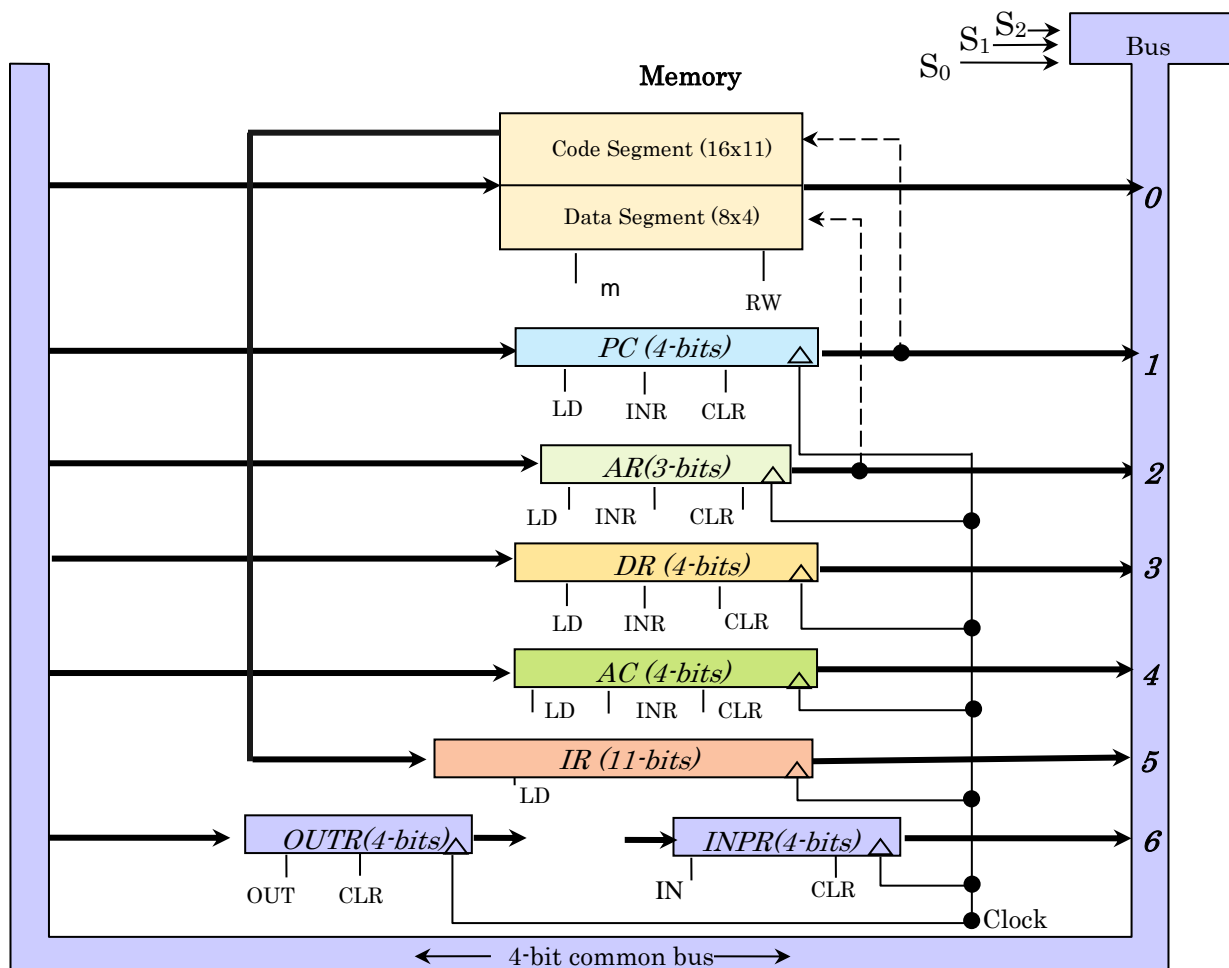 S2
S1
S0
Bus
Memory
Code Segment (16x11)
0
Data Segment (8x4)
m
RW
PC (4-bits)
1
LD INR CLR
AR(3-bits)
2
LD INR CLR
DR (4-bits)
3
LD INR CLR
AC (4-bits)
4
LD INR CLR
IR (11-bits)
5
LD
OUTR(4-bits)
INPR(4-bits)
6
OUT CLR
IN CLR
Clock
4-bit common bus